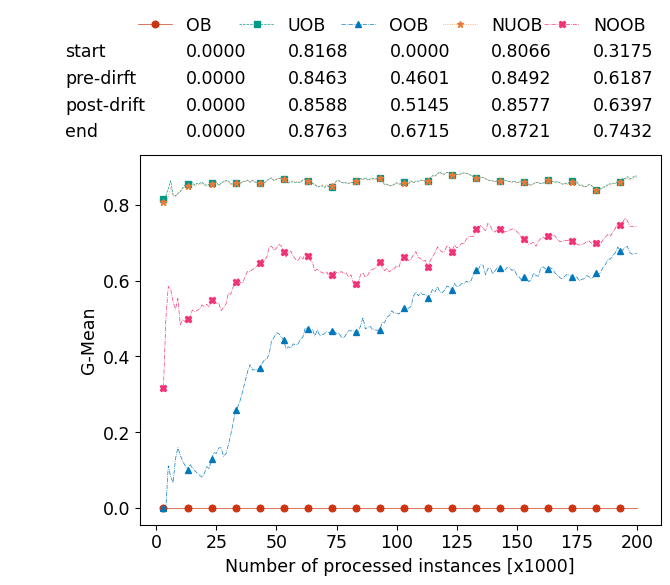 OB UOB OOB NUOB NOOB
start 0.0000 0.8168 0.0000 0.8066 0.3175
pre-dirft 0.0000 0.8463 0.4601 0.8492 0.6187
post-drift 0.0000 0.8588 0.5145 0.8577 0.6397
end 0.0000 0.8763 0.6715 0.8721 0.7432
0.8
0.6
0.4
0.2
0.0
G-Mean
0 25 50 75 100 125 150 175 200
Number of processed instances [x1000]